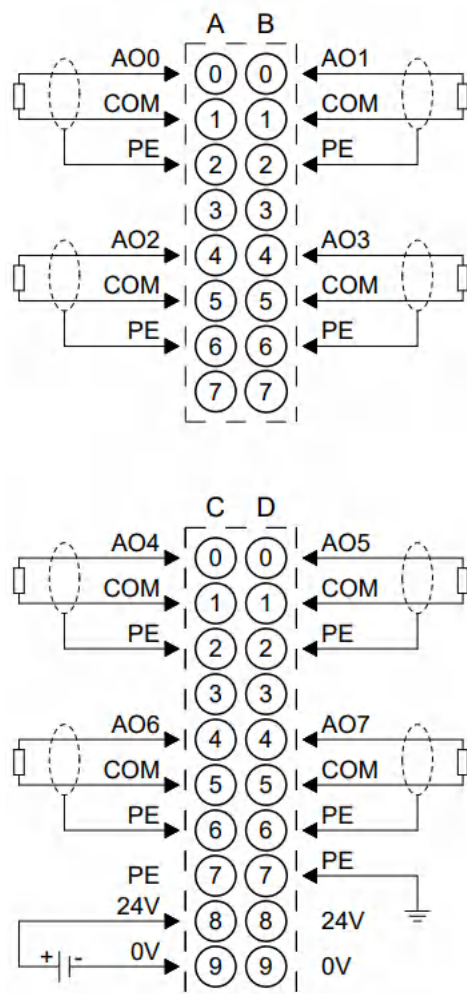 A B
AO0 0 0 AO1
COM 1 1 COM
PE 2 2 PE
3 3
AO2 4 4 AO3
COM 5 5 COM
PE 6 6 PE
7 7
C D
AO4 0 0 AO5
COM 1 1 COM
PE 2 2 PE
3 3
AO6 4 4 AO7
COM 5 5 COM
PE 6 6 PE
PE 7 7 PE
24V 8 8 24V
+ - 0V 9 9 0V